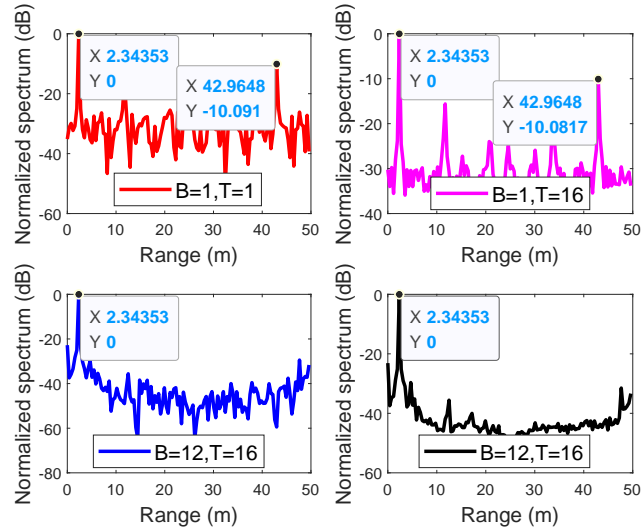 Normalized spectrum (dB)
0
-20
-40
-60
X 2.34353
Y 0
X 42.9648
Y -10.091
B=1,T=1
0 10 20 30 40 50
Range (m)
Normalized spectrum (dB)
0
-10
-20
-30
-40
X 2.34353
Y 0
X 42.9648
Y -10.0817
B=1,T=16
0 10 20 30 40 50
Range (m)
Normalized spectrum (dB)
0
-20
-40
-60
-80
X 2.34353
Y 0
B=12,T=16
0 10 20 30 40 50
Range (m)
Normalized spectrum (dB)
0
-20
-40
-60
X 2.34353
Y 0
B=12,T=16
0 10 20 30 40 50
Range (m)